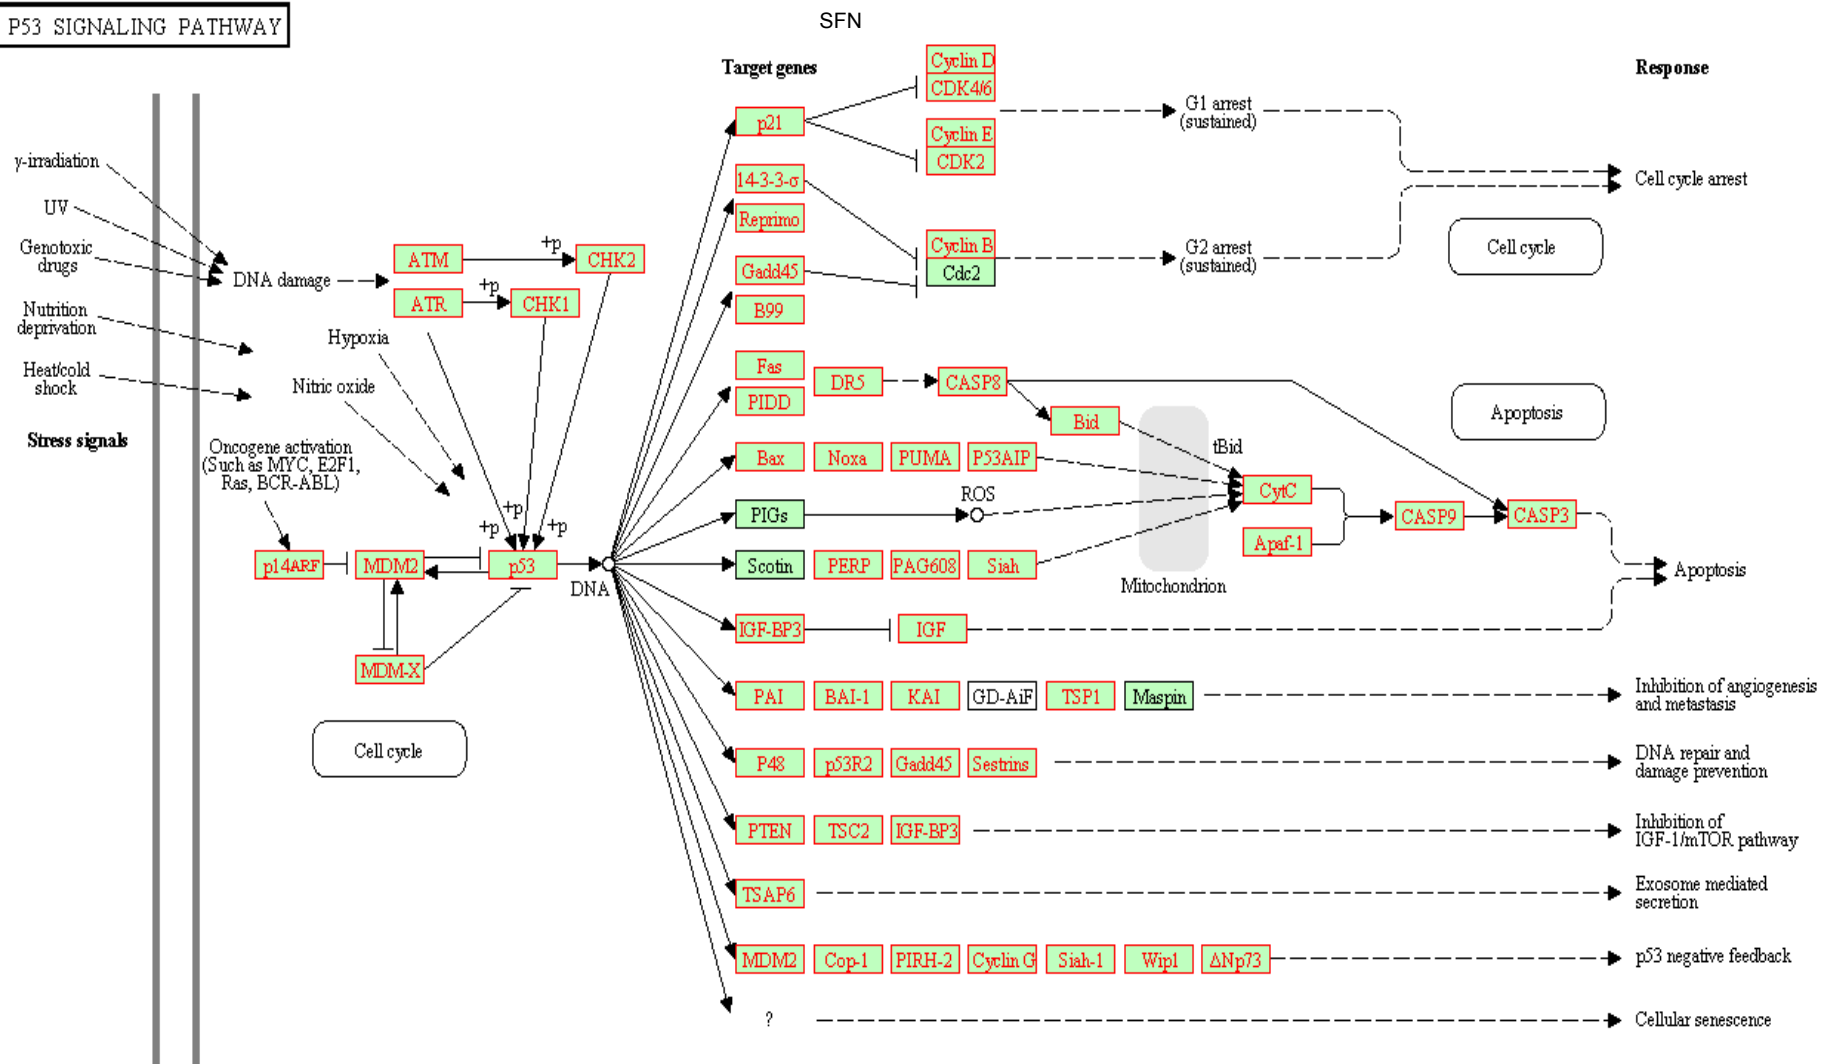 P53 SIGNALING PATHWAY
SFN
Target genes
Response
Cyclin D
CDK4/6
p21
G1 arrest
(sustained)
Cyclin E
CDK2
γ-irradiation
14-3-3-σ
Cell cycle arrest
UV
Reprimo
Genotoxic
drugs
ATM
+p
CHK2
Cyclin B
Cdc2
G2 arrest
(sustained)
Cell cycle
DNA damage
Gadd45
ATR
+p
CHK1
B99
Nutrition
deprivation
Hypoxia
Heat/cold
shock
Nitric oxide
Fas
PIDD
DR5
CASP8
Bid
Apoptosis
Stress signals
Oncogene activation
(Such as MYC, E2F1,
Ras, BCR-ABL)
Bax
Noxa
PUMA
P53AIP
tBid
CytC
ROS
PIGs
+p
+p
+p
CASP9
CASP3
Apaf-1
p14ARF
MDM2
p53
DNA
Scotin
PERP
PAG608
Siah
Mitochondrion
Apoptosis
IGF-BP3
IGF
MDM-X
PAI
BAI-1
KAI
GD-AiF
TSP1
Maspin
Inhibition of angiogenesis
and metastasis
Cell cycle
P48
p53R2
Gadd45
Sestrins
DNA repair and
damage prevention
PTEN
TSC2
IGF-BP3
Inhibition of
IGF-1/mTOR pathway
TSAP6
Exosome mediated
secretion
MDM2
Cop-1
PIRH-2
Cyclin G
Siah-1
Wip1
ΔNp73
p53 negative feedback
?
Cellular senescence